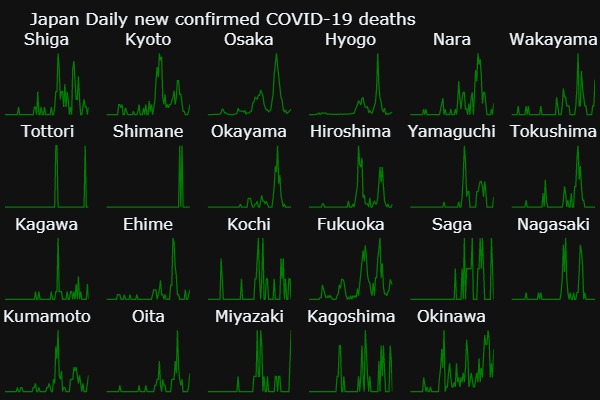 Japan Daily new confirmed COVID-19 deaths
Shiga Kyoto Osaka Hyogo Nara Wakayama
Tottori Shimane Okayama Hiroshima Yamaguchi Tokushima
Kagawa Ehime Kochi Fukuoka Saga Nagasaki
Kumamoto Oita Miyazaki Kagoshima Okinawa